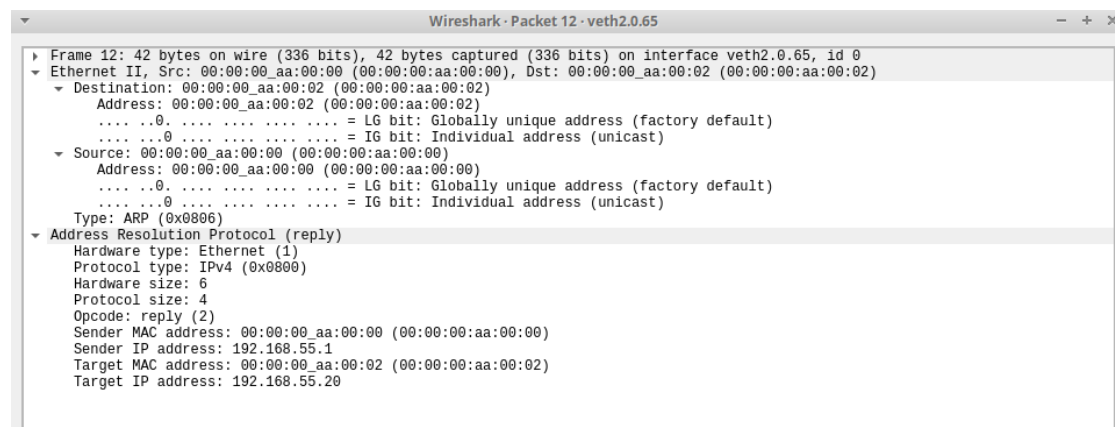 Wireshark · Packet 12 · veth2.0.65
Frame 12: 42 bytes on wire (336 bits), 42 bytes captured (336 bits) on interface veth2.0.65, id 0
Ethernet II, Src: 00:00:00_aa:00:00 (00:00:00:aa:00:00), Dst: 00:00:00_aa:00:02 (00:00:00:aa:00:02)
Destination: 00:00:00_aa:00:02 (00:00:00:aa:00:02)
Address: 00:00:00_aa:00:02 (00:00:00:aa:00:02)
.... ..0. .... .... .... .... = LG bit: Globally unique address (factory default)
.... ...0 .... .... .... .... = IG bit: Individual address (unicast)
Source: 00:00:00_aa:00:00 (00:00:00:aa:00:00)
Address: 00:00:00_aa:00:00 (00:00:00:aa:00:00)
.... ..0. .... .... .... .... = LG bit: Globally unique address (factory default)
.... ...0 .... .... .... .... = IG bit: Individual address (unicast)
Type: ARP (0x0806)
Address Resolution Protocol (reply)
Hardware type: Ethernet (1)
Protocol type: IPv4 (0x0800)
Hardware size: 6
Protocol size: 4
Opcode: reply (2)
Sender MAC address: 00:00:00_aa:00:00 (00:00:00:aa:00:00)
Sender IP address: 192.168.55.1
Target MAC address: 00:00:00_aa:00:02 (00:00:00:aa:00:02)
Target IP address: 192.168.55.20